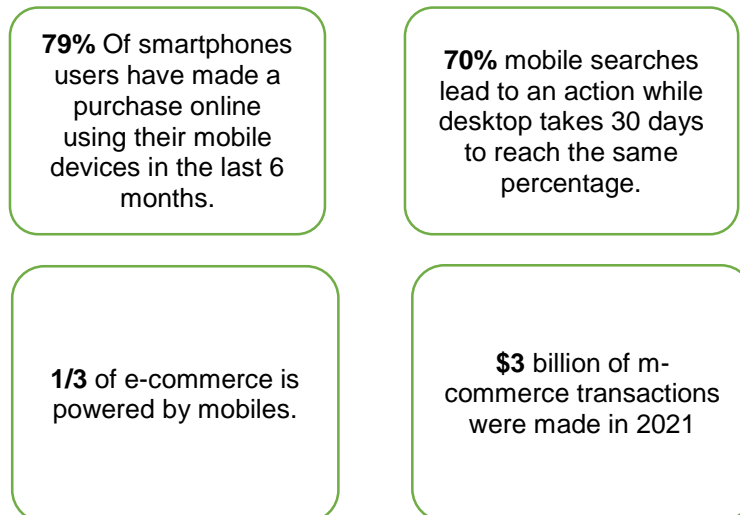 79% Of smartphones
users have made a
purchase online
using their mobile
devices in the last 6
months.
70% mobile searches
lead to an action while
desktop takes 30 days
to reach the same
percentage.
1/3 of e-commerce is
powered by mobiles.
$3 billion of m-
commerce transactions
were made in 2021